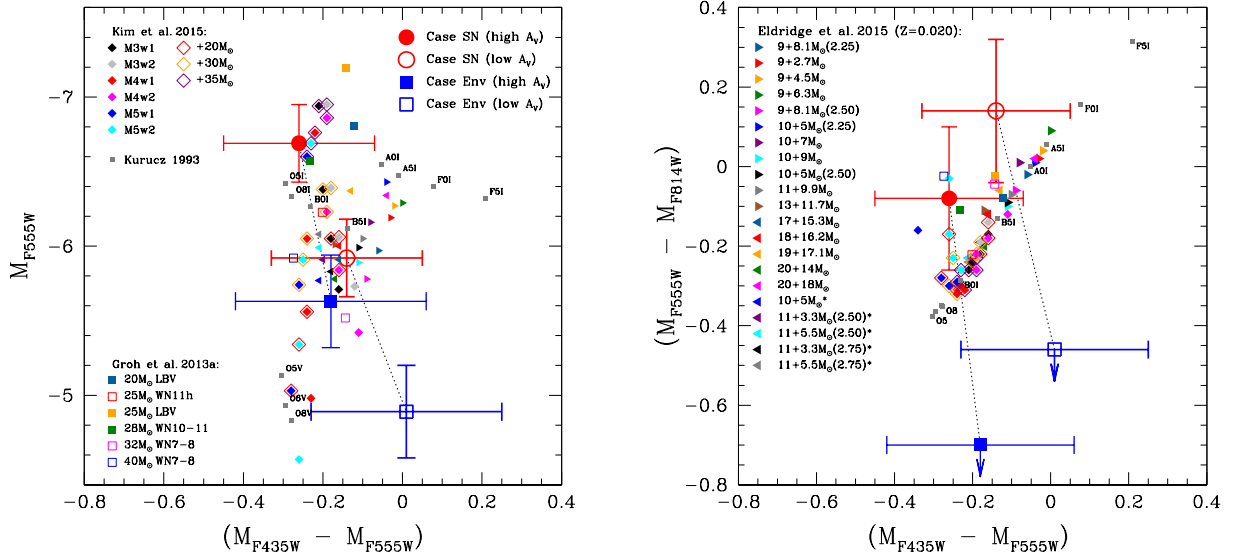 Kim et al. 2015:
M3w1
M3w2
M4w1
M4w2
M5w1
M5w2
+20M⊙
+30M⊙
+35M⊙
Kurucz 1993
Case SN (high A_V)
Case SN (low A_V)
Case Env (high A_V)
Case Env (low A_V)
A0I
A5I
F0I
F5I
O5I
O8I
B0I
B5I
O5V
O6V
O8V
Groh et al. 2013a:
20M⊙ LBV
25M⊙ WN11h
25M⊙ LBV
28M⊙ WN10-11
32M⊙ WN7-8
40M⊙ WN7-8
M_F555W
-7
-6
-5
-0.8
-0.6
-0.4
-0.2
0
0.2
0.4
(M_F435W - M_F555W)
Eldridge et al. 2015 (Z=0.020):
9+8.1M⊙(2.25)
9+2.7M⊙
9+4.5M⊙
9+6.3M⊙
9+8.1M⊙(2.50)
10+5M⊙(2.25)
10+7M⊙
10+9M⊙
10+5M⊙(2.50)
11+9.9M⊙
13+11.7M⊙
17+15.3M⊙
18+16.2M⊙
19+17.1M⊙
20+14M⊙
20+18M⊙
10+5M⊙*
11+3.3M⊙(2.50)*
11+5.5M⊙(2.50)*
11+3.3M⊙(2.75)*
11+5.5M⊙(2.75)*
F5I
F0I
A5I
A0I
B5I
B0I
O8
O5
(M_F555W - M_F814W)
0.4
0.2
0
-0.2
-0.4
-0.6
-0.8
-0.8
-0.6
-0.4
-0.2
0
0.2
0.4
(M_F435W - M_F555W)